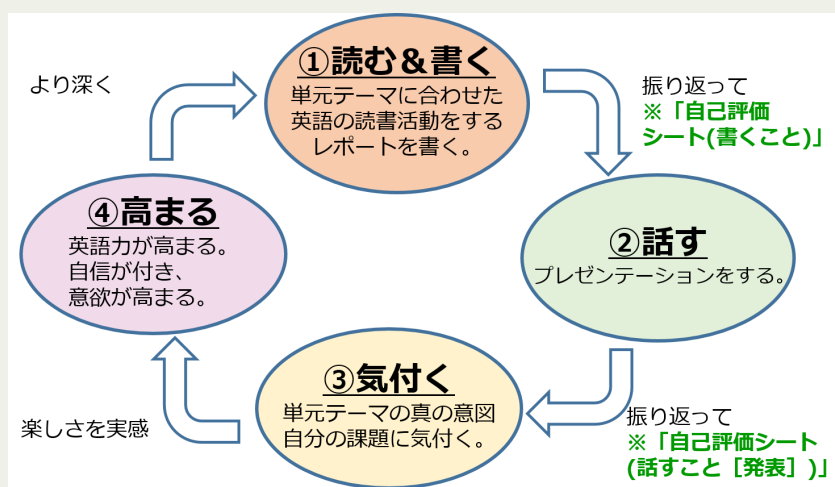 ①読む＆書く
単元テーマに合わせた
英語の読書活動をする
レポートを書く。
振り返って
※「自己評価
シート(書くこと)」
②話す
プレゼンテーションをする。
振り返って
※「自己評価シート
(話すこと［発表］)」
③気付く
単元テーマの真の意図
自分の課題に気付く。
楽しさを実感
④高まる
英語力が高まる。
自信が付き、
意欲が高まる。
より深く